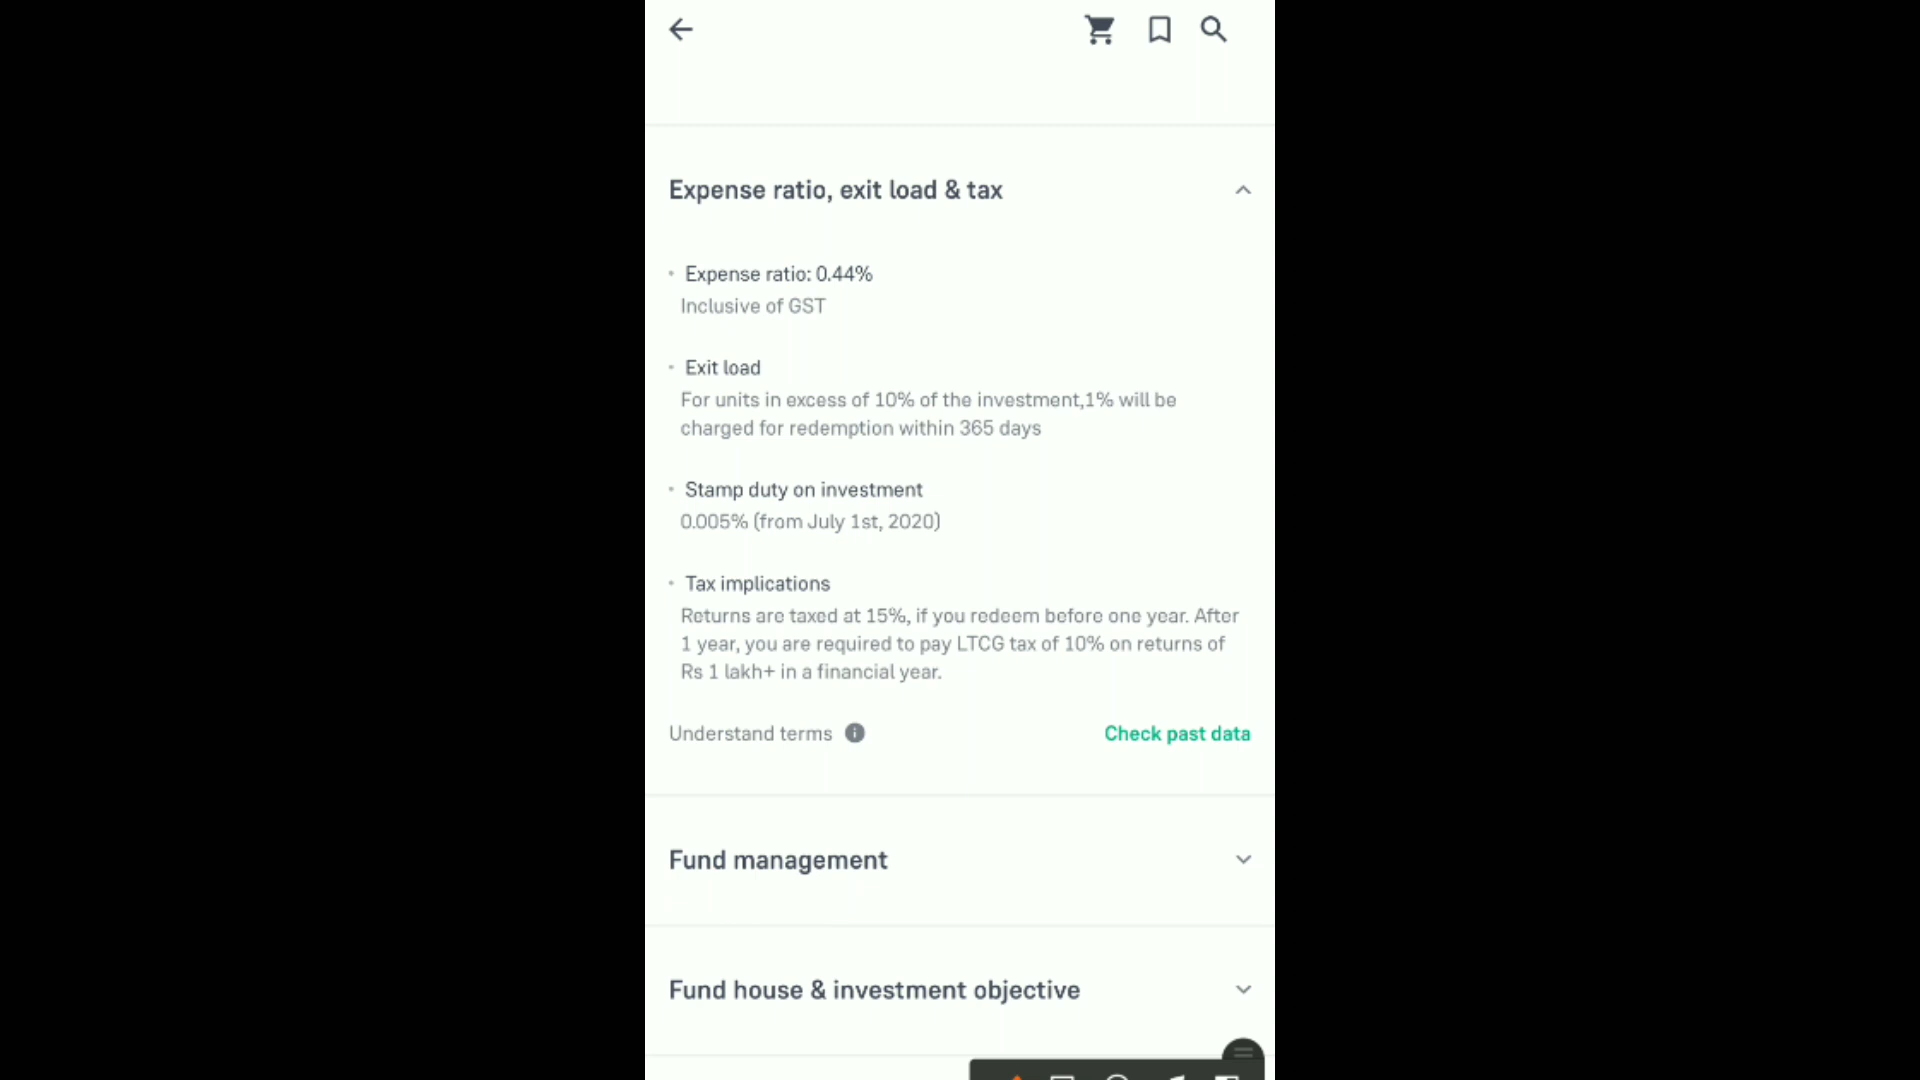 Expense ratio, exit load & tax
• Expense ratio: 0.44%
Inclusive of GST
• Exit load
For units in excess of 10% of the investment,1% will be
charged for redemption within 365 days
• Stamp duty on investment
0.005% (from July 1st, 2020)
• Tax implications
Returns are taxed at 15%, if you redeem before one year. After
1 year, you are required to pay LTCG tax of 10% on returns of
Rs 1 lakh+ in a financial year.
Understand terms
Check past data
Fund management
Fund house & investment objective